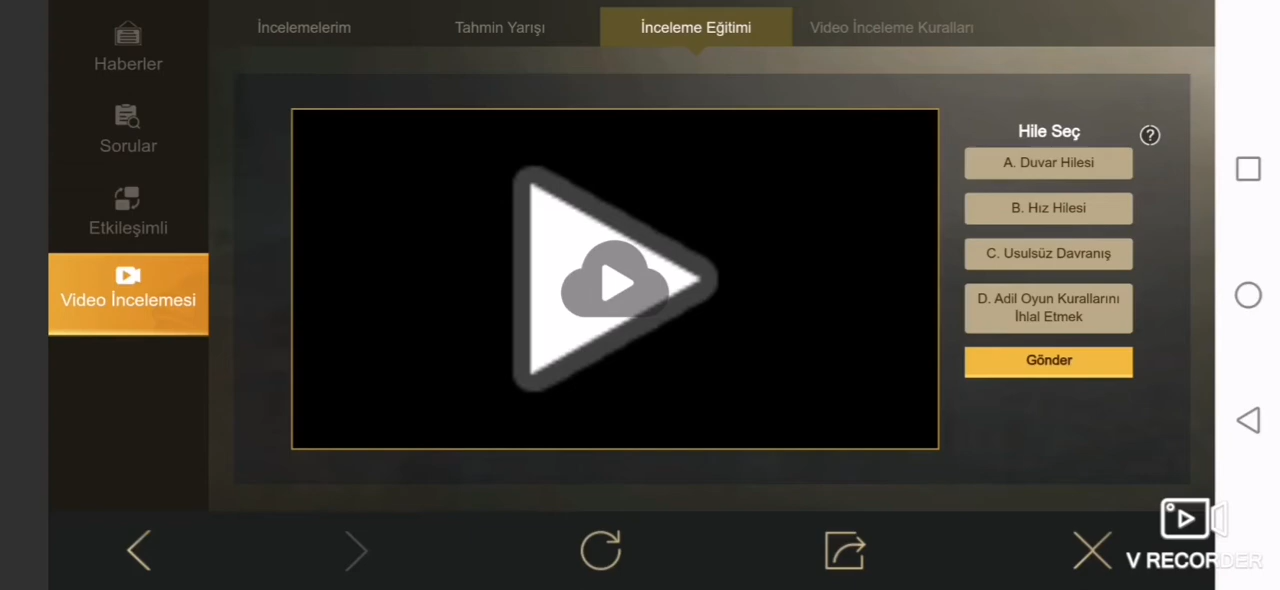 İncelemelerim
Tahmin Yarışı
İnceleme Eğitimi
Video İnceleme Kuralları
Haberler
Sorular
Etkileşimli
Video İncelemesi
Hile Seç
?
A. Duvar Hilesi
B. Hız Hilesi
C. Usulsüz Davranış
D. Adil Oyun Kurallarını
İhlal Etmek
Gönder
V RECORDER